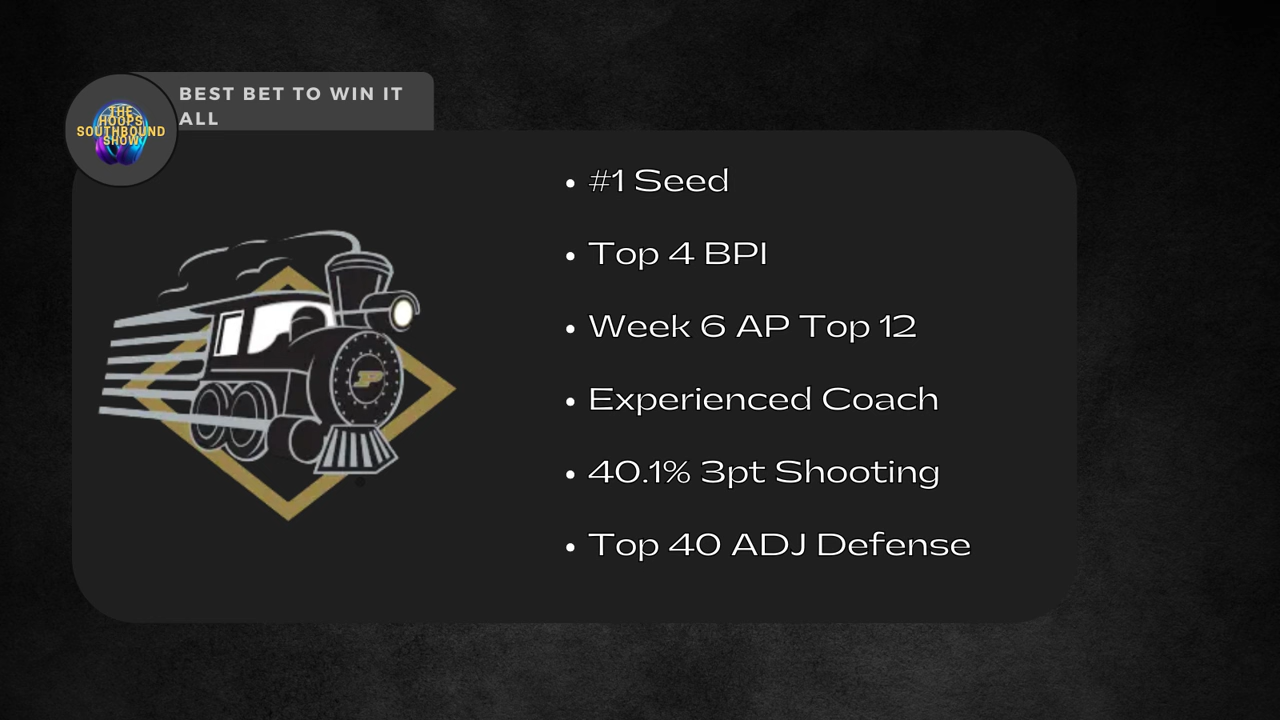 BEST BET TO WIN IT
ALL
THE
HOOPS
SOUTHBOUND
SHOW
• #1 Seed
• Top 4 BPI
• Week 6 AP Top 12
• Experienced Coach
• 40.1% 3pt Shooting
• Top 40 ADJ Defense
P